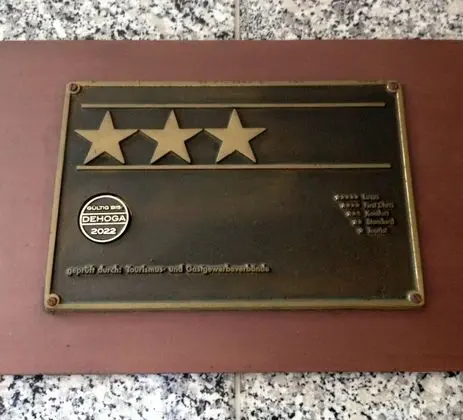 GÜLTIG BIS
DEHOGA
2022
***** Luxus
**** First Class
*** Komfort
** Standard
* Tourist
geprüft durch: Tourismus- und Gastgewerbeverbände